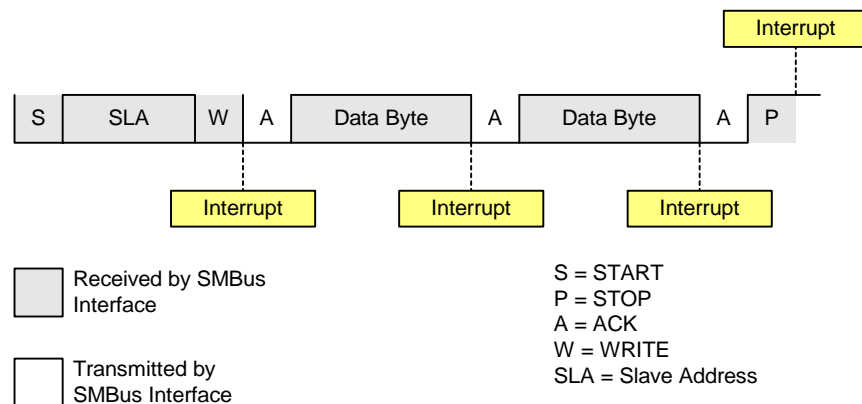 Interrupt
S SLA W A Data Byte A Data Byte A P
Interrupt Interrupt Interrupt
Received by SMBus
Interface
Transmitted by
SMBus Interface
S = START
P = STOP
A = ACK
W = WRITE
SLA = Slave Address